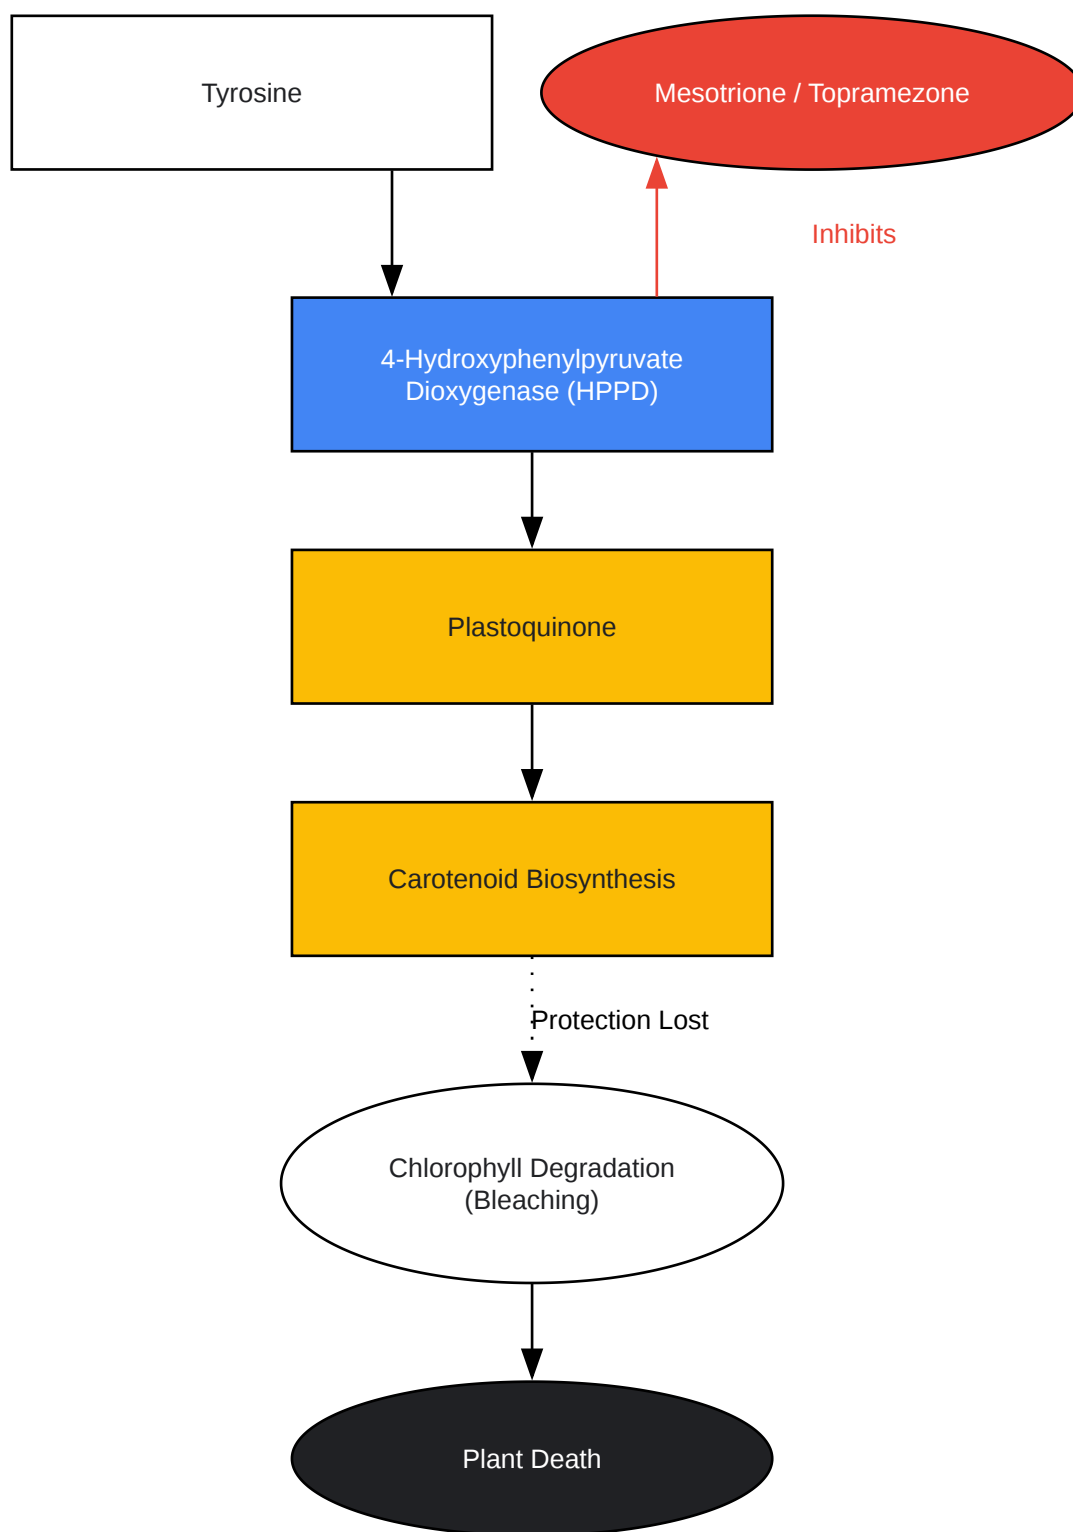 Tyrosine
Mesotrione / Topramezone
Inhibits
4-Hydroxyphenylpyruvate
Dioxygenase (HPPD)
Plastoquinone
Carotenoid Biosynthesis
Protection Lost
Chlorophyll Degradation
(Bleaching)
Plant Death